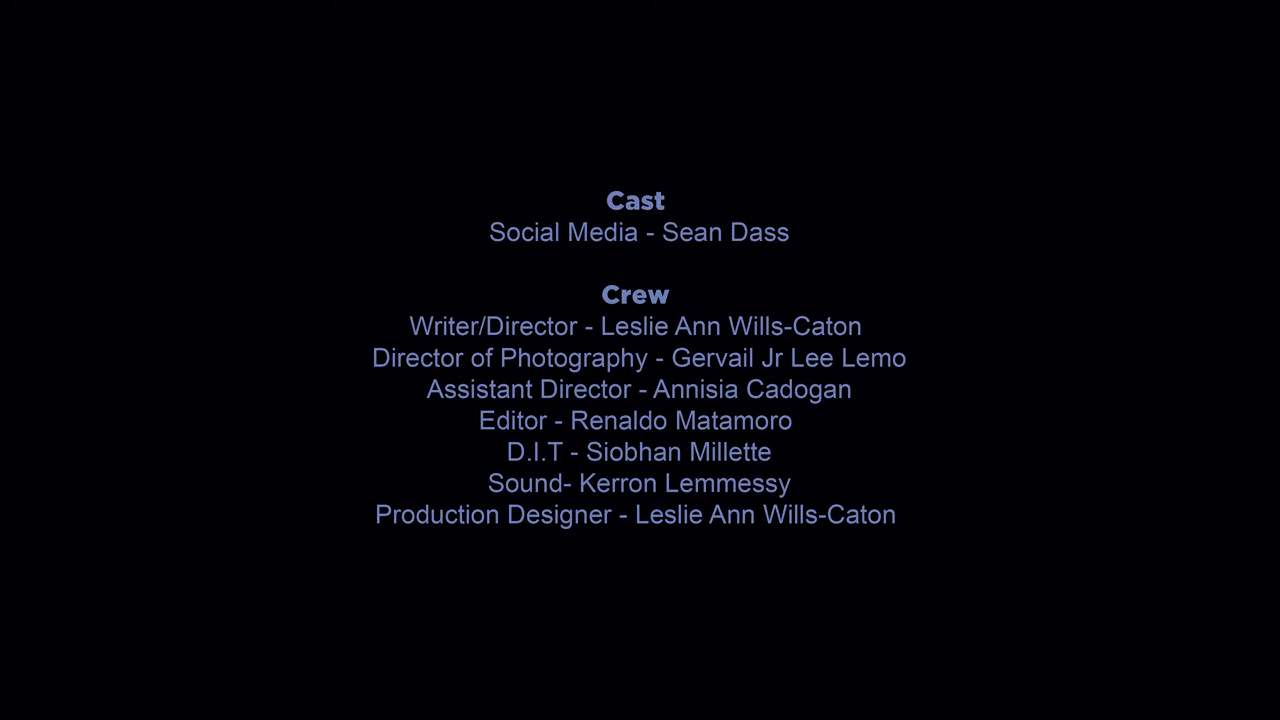 Cast
Social Media - Sean Dass
Crew
Writer/Director - Leslie Ann Wills-Caton
Director of Photography - Gervail Jr Lee Lemo
Assistant Director - Annisia Cadogan
Editor - Renaldo Matamoro
D.I.T - Siobhan Millette
Sound- Kerron Lemmessy
Production Designer - Leslie Ann Wills-Caton